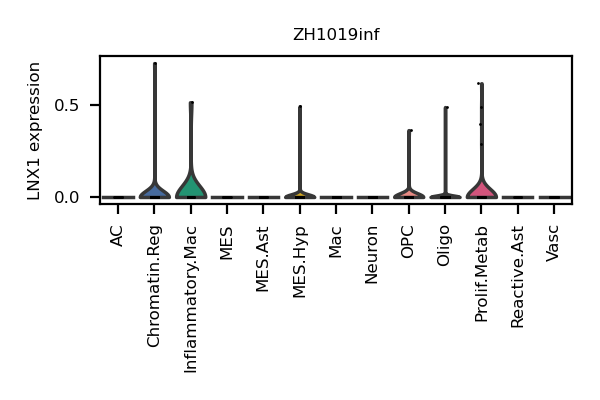 ZH1019inf
LNX1 expression
0.5
0.0
AC
Chromatin.Reg
Inflammatory.Mac
MES
MES.Ast
MES.Hyp
Mac
Neuron
OPC
Oligo
Prolif.Metab
Reactive.Ast
Vasc